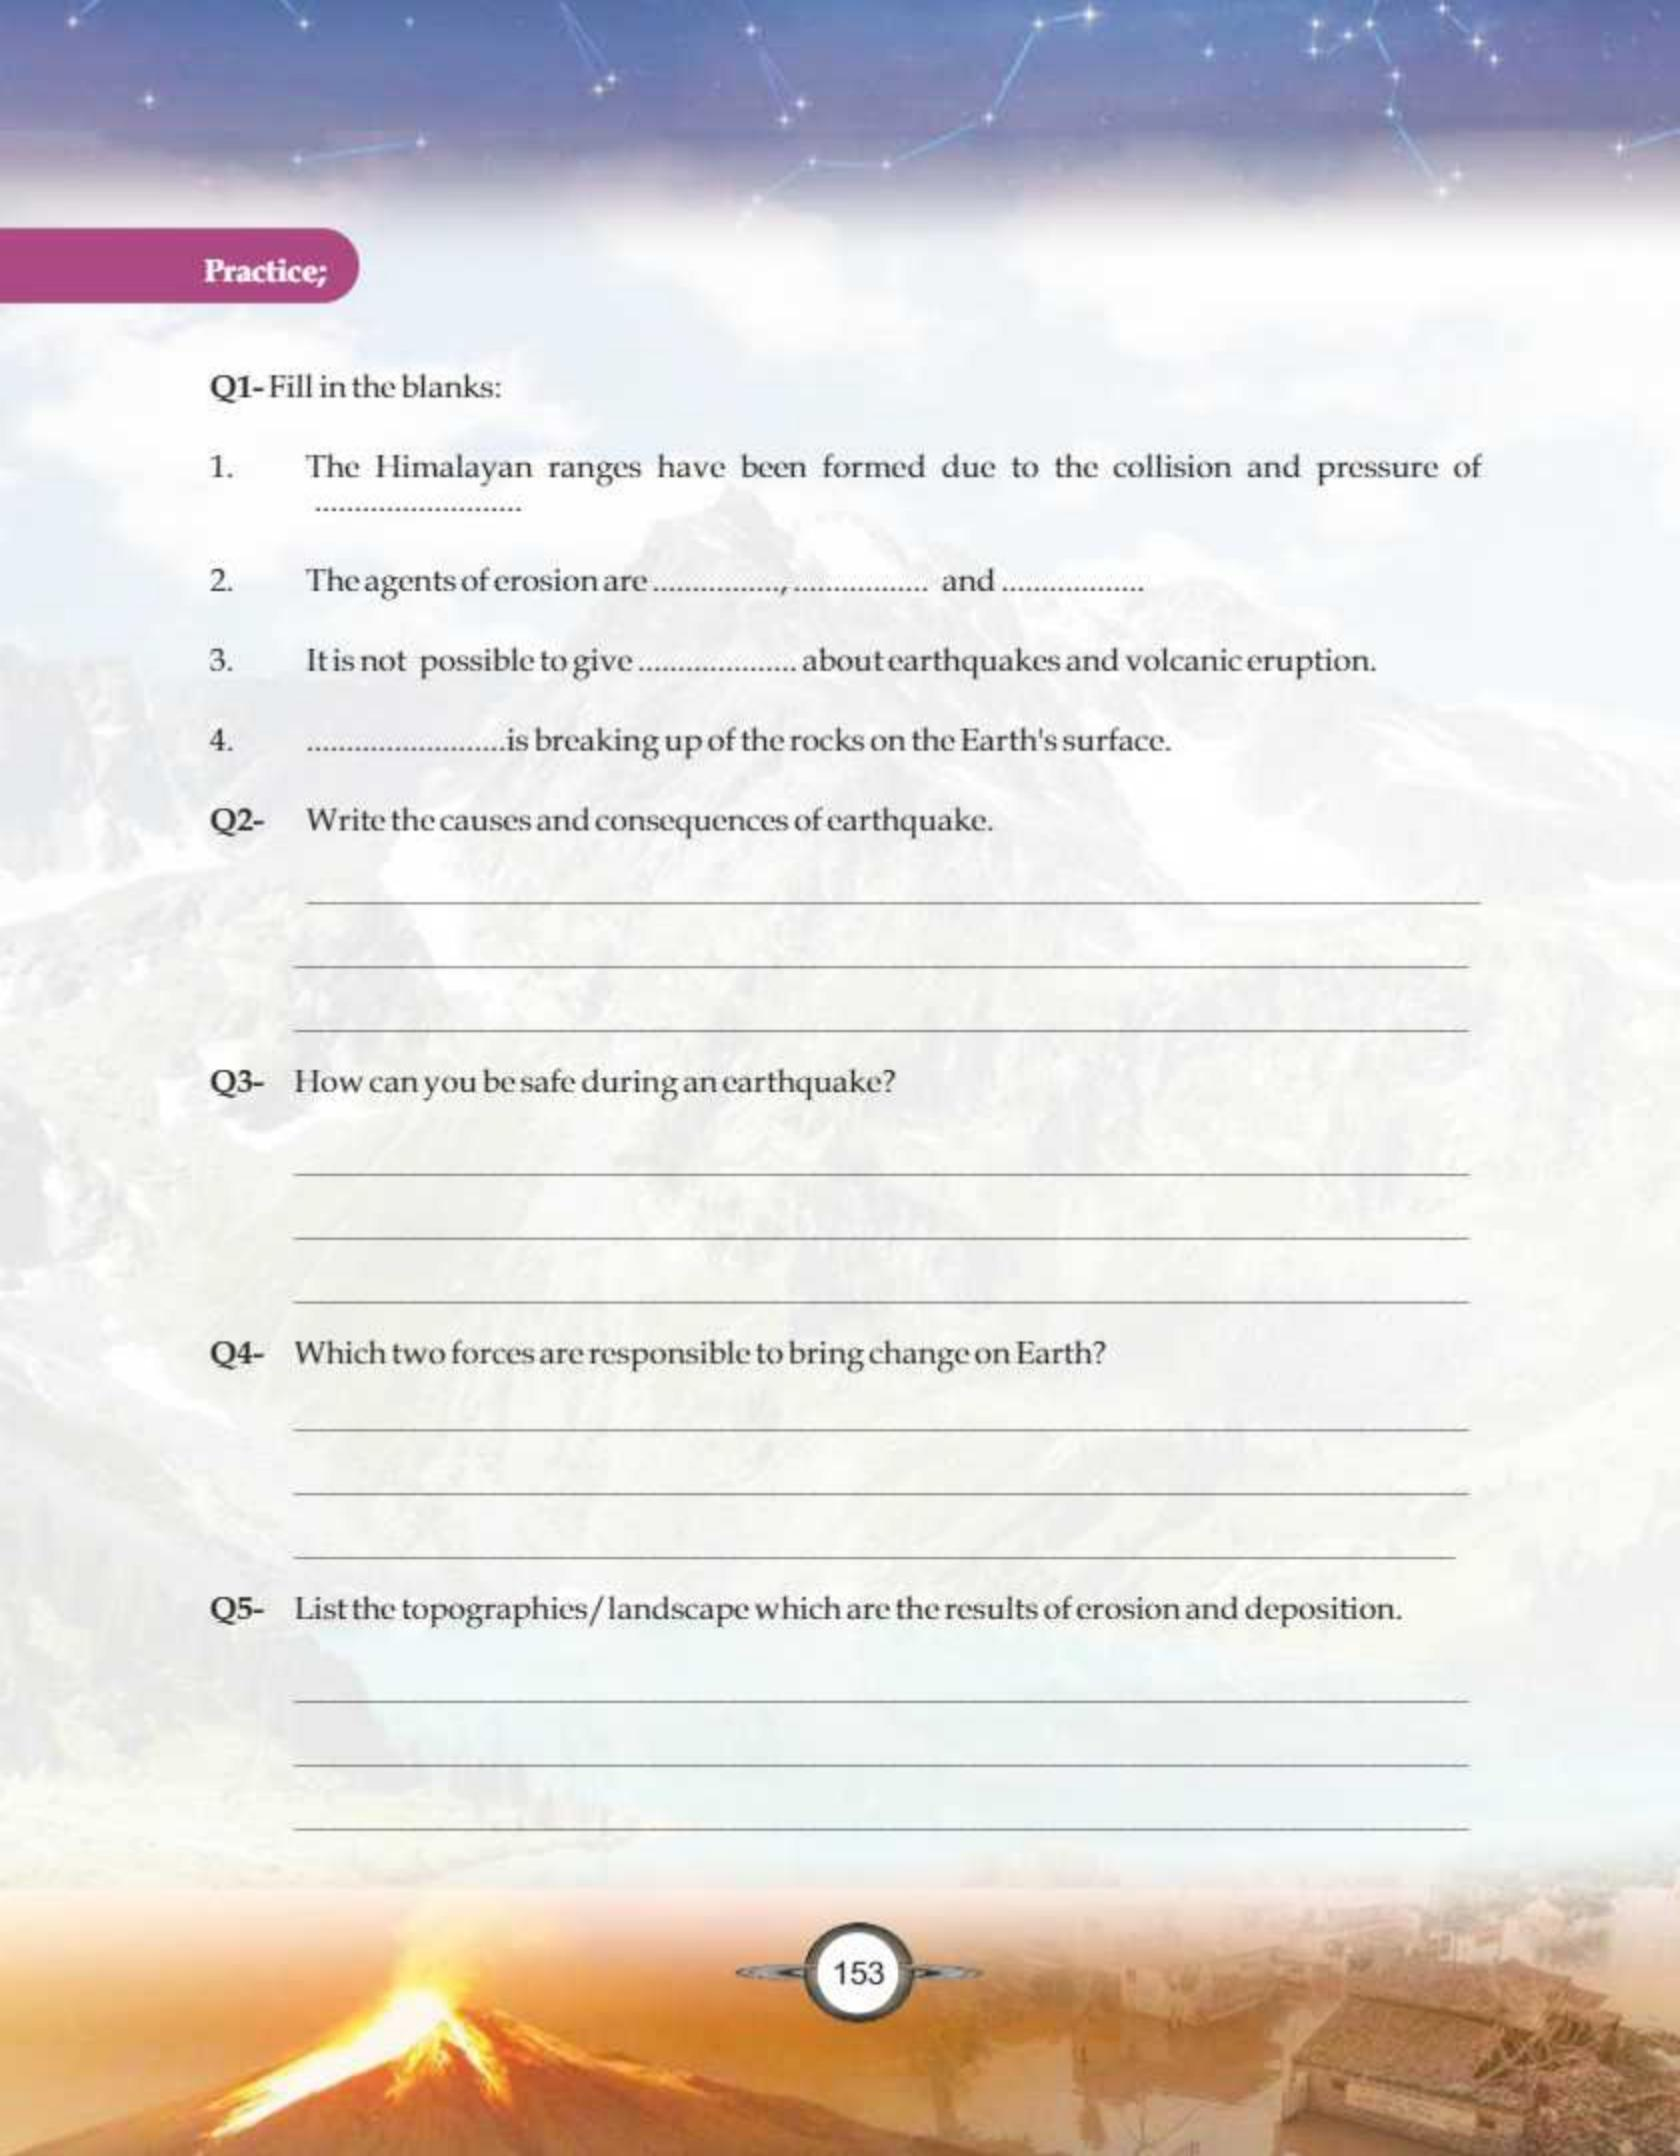 Practice;
Q1- Fill in the blanks:
1. The Himalayan ranges have been formed due to the collision and pressure of
..........................
2. The agents of erosion are ................, ................. and ..................
3. It is not possible to give .................... about earthquakes and volcanic eruption.
4. .........................is breaking up of the rocks on the Earth's surface.
Q2- Write the causes and consequences of earthquake.
Q3- How can you be safe during an earthquake?
Q4- Which two forces are responsible to bring change on Earth?
Q5- List the topographies/landscape which are the results of erosion and deposition.
153